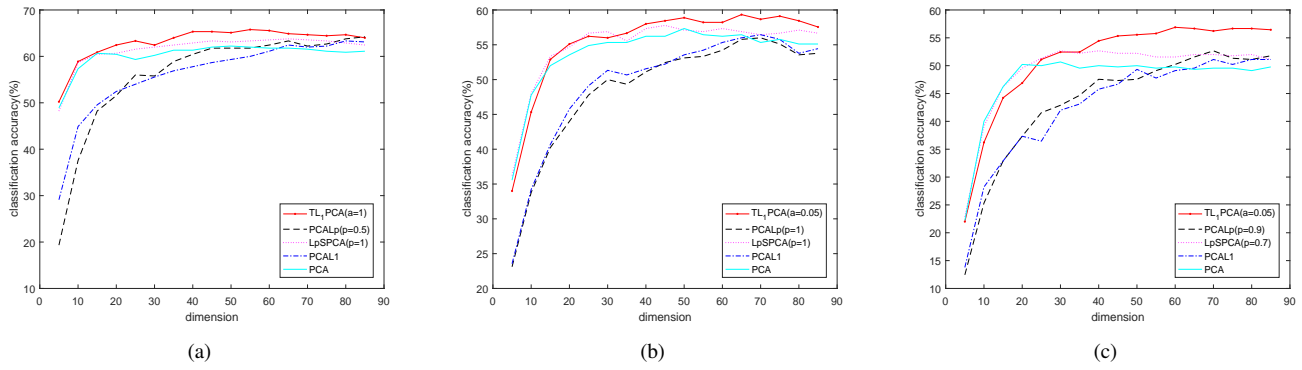 70
60
50
60
60
70
10
classification accuracy(%)
0 10 20 30 40 50 60 70 80 90
dimension
TL₁PCA(a=1)
PCALp(p=0.5)
LpSPCA(p=1)
PCAL1
PCA
(a)
60
55
50
45
40
35
30
25
20
classification accuracy(%)
0 10 20 30 40 50 60 70 80 90
dimension
TL₁PCA(a=0.05)
PCALp(p=1)
LpSPCA(p=1)
PCAL1
PCA
(b)
60
55
50
45
40
35
30
25
20
15
10
classification accuracy(%)
0 10 20 30 40 50 60 70 80 90
dimension
TL₁PCA(a=0.05)
PCALp(p=0.9)
LpSPCA(p=0.7)
PCAL1
PCA
(c)